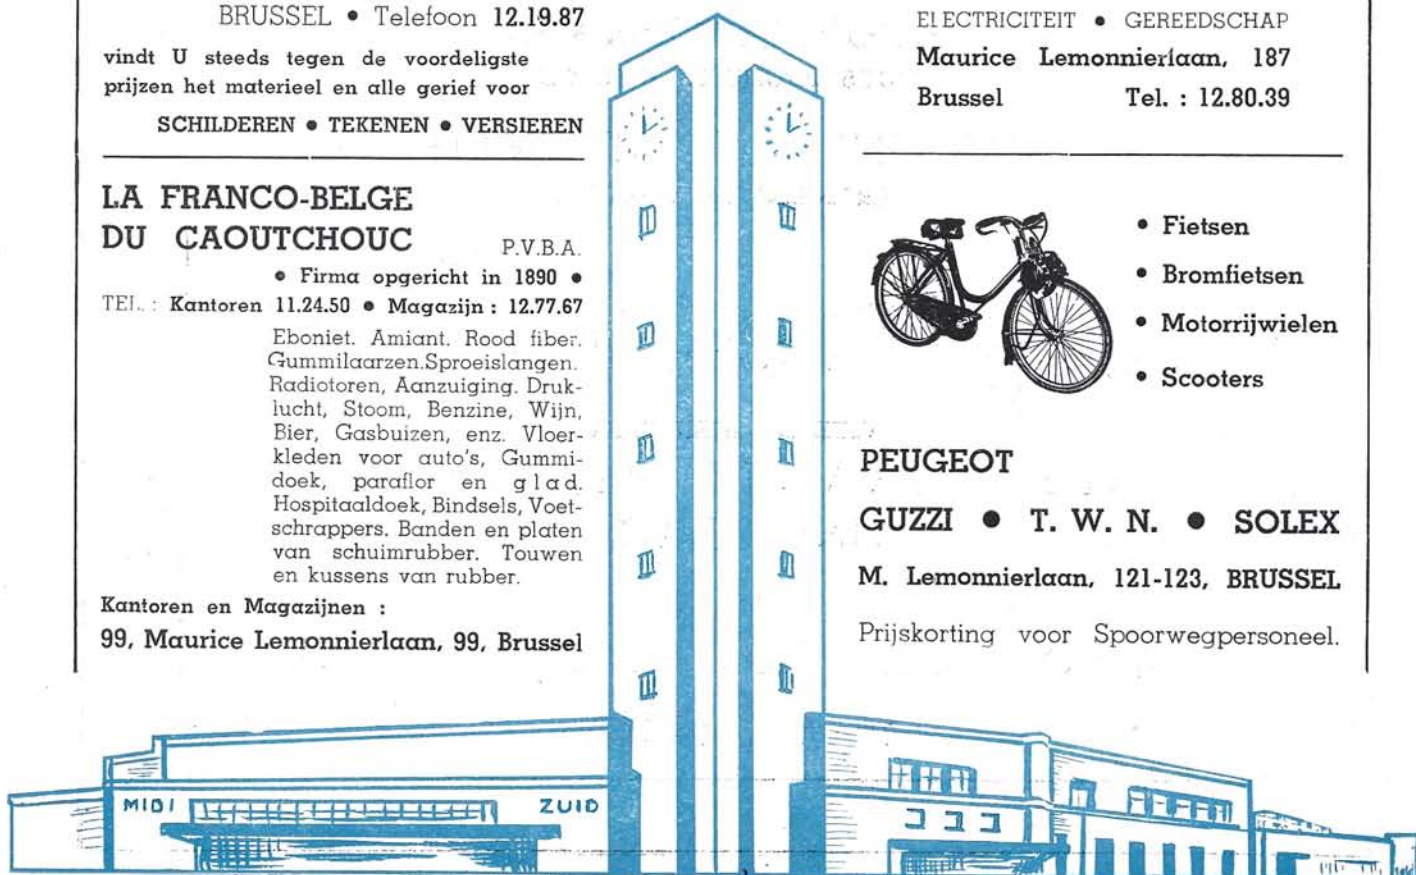 BRUSSEL • Telefoon 12.19.87
vindt U steeds tegen de voordeligste
prijzen het materieel en alle gerief voor
SCHILDEREN • TEKENEN • VERSIEREN
LA FRANCO-BELGE
DU CAOUTCHOUC P.V.B.A.
• Firma opgericht in 1890 •
TEL. : Kantoren 11.24.50 • Magazijn : 12.77.67
Eboniet. Amiant. Rood fiber.
Gummilaarzen.Sproeislangen.
Radiotoren, Aanzuiging. Druk-
lucht, Stoom, Benzine, Wijn,
Bier, Gasbuizen, enz. Vloer-
kleden voor auto's, Gummi-
doek, paraflor en glad.
Hospitaaldoek, Bindsels, Voet-
schrappers. Banden en platen
van schuimrubber. Touwen
en kussens van rubber.
Kantoren en Magazijnen :
99, Maurice Lemonnierlaan, 99, Brussel
ELECTRICITEIT • GEREEDSCHAP
Maurice Lemonnierlaan, 187
Brussel Tel. : 12.80.39
• Fietsen
• Bromfietsen
• Motorrijwielen
• Scooters
PEUGEOT
GUZZI • T. W. N. • SOLEX
M. Lemonnierlaan, 121-123, BRUSSEL
Prijskorting voor Spoorwegpersoneel.
MIDI ZUID